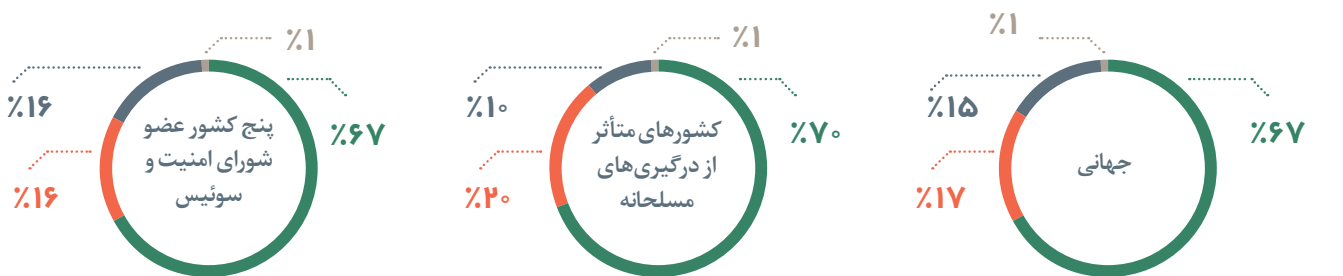 ٪۱
٪۱۵
٪۶۷
٪۱۷
جهانی
٪۱
٪۱۰
٪۷۰
٪۲۰
کشورهای متأثر
از درگیری‌های
مسلحانه
٪۱
٪۱۶
٪۶۷
٪۱۶
پنج کشور عضو
شورای امنیت و
سوئیس